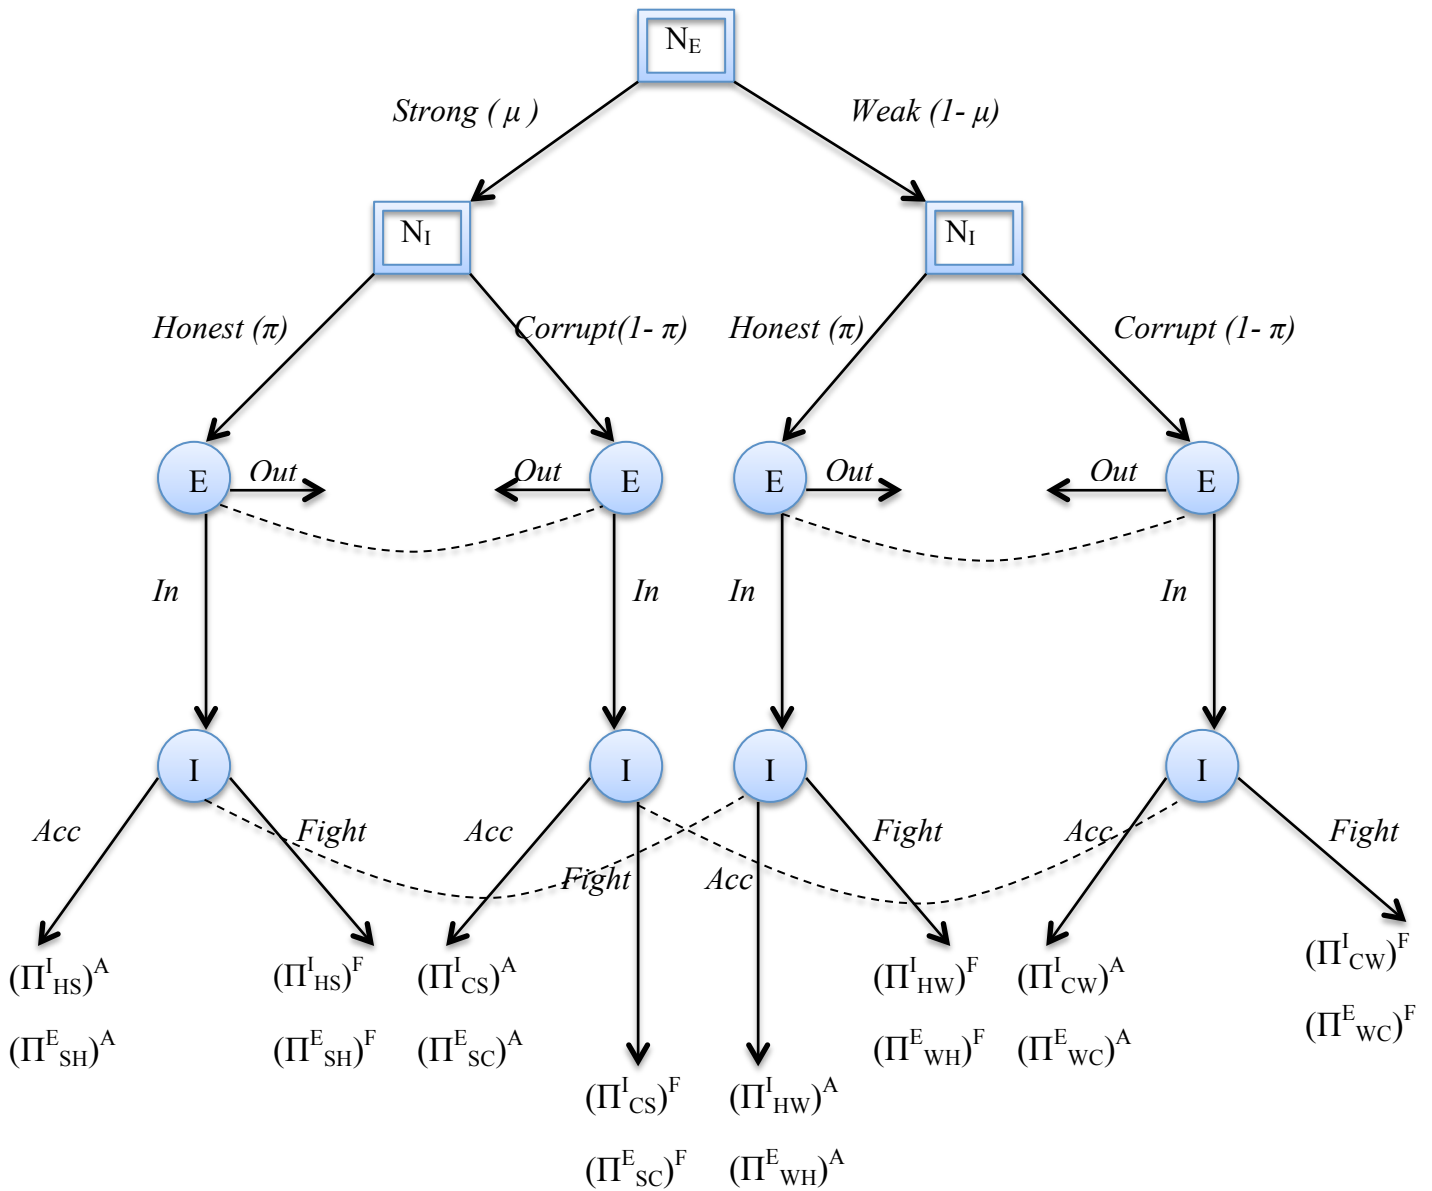 N_E
Strong ( μ )
Weak (1- μ)
N_I
N_I
Honest (π)
Corrupt(1- π)
Honest (π)
Corrupt (1- π)
E
Out
Out
E
E
Out
Out
E
In
In
In
In
I
I
I
I
Acc
Fight
Acc
Fight
Acc
Fight
Acc
Fight
(Π^I_HS)^A
(Π^E_SH)^A
(Π^I_HS)^F
(Π^E_SH)^F
(Π^I_CS)^A
(Π^E_SC)^A
(Π^I_CS)^F
(Π^E_SC)^F
(Π^I_HW)^A
(Π^E_WH)^A
(Π^I_HW)^F
(Π^E_WH)^F
(Π^I_CW)^A
(Π^E_WC)^A
(Π^I_CW)^F
(Π^E_WC)^F